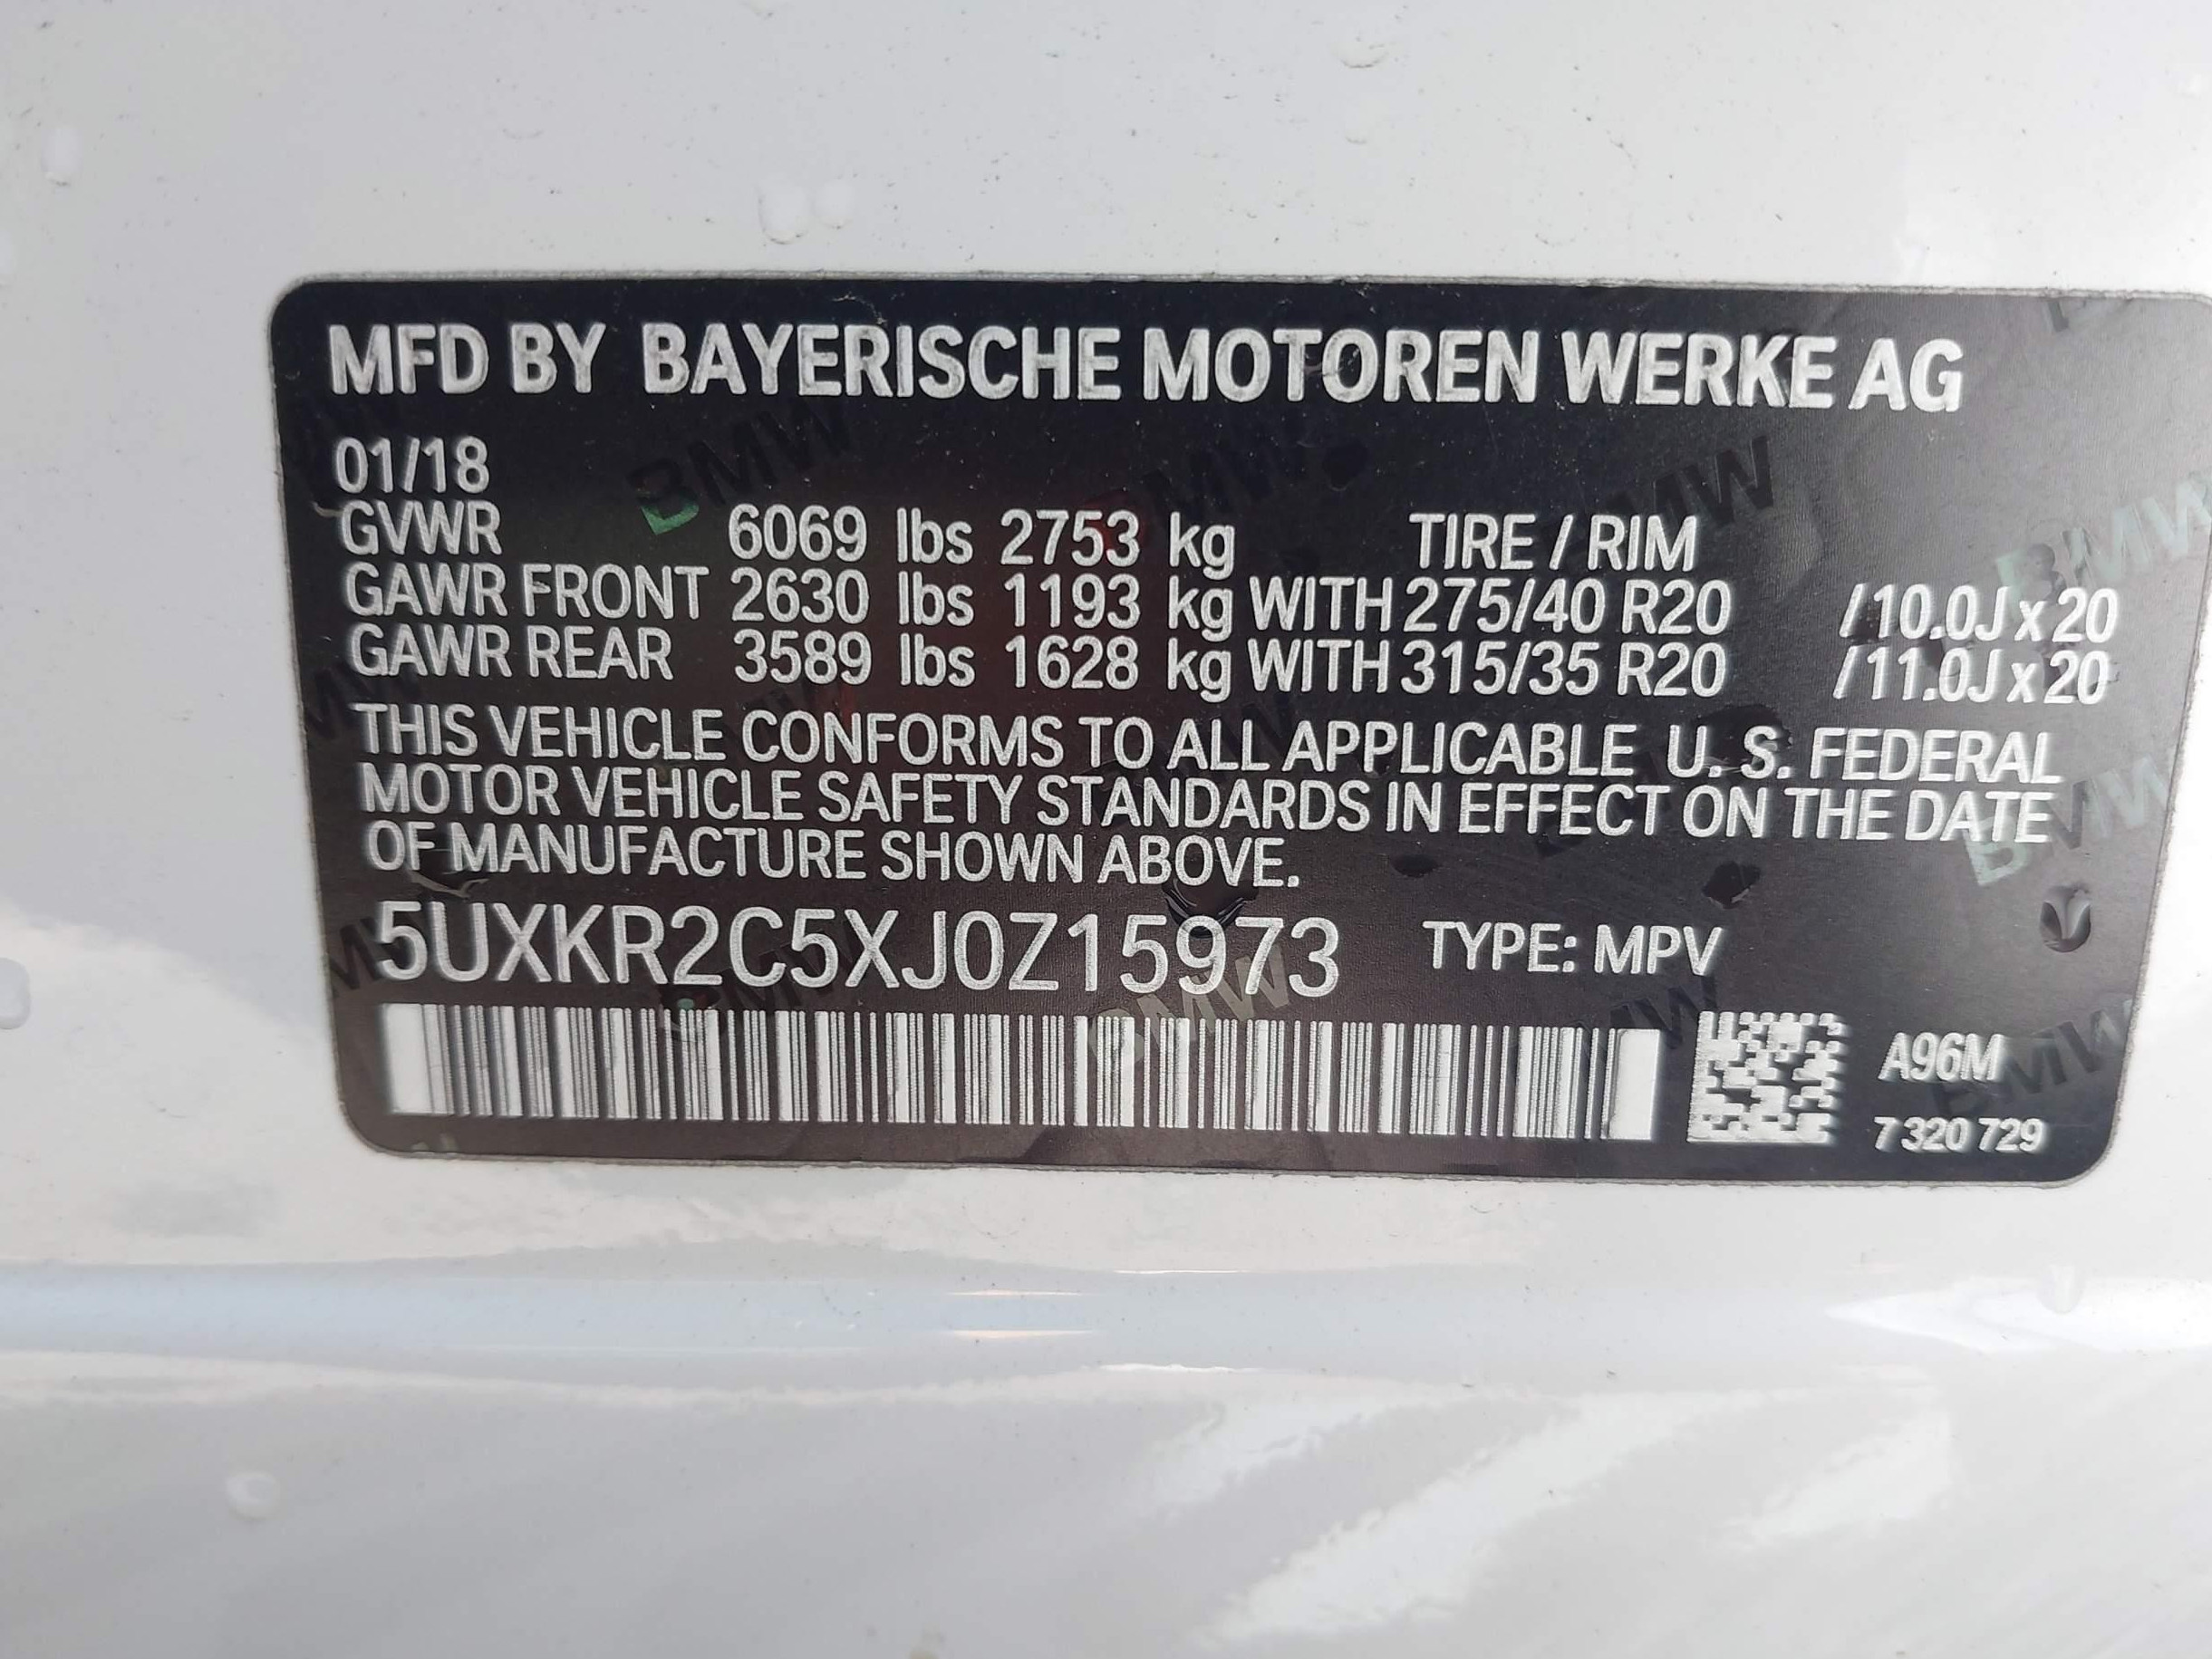 MFD BY BAYERISCHE MOTOREN WERKE AG
01/18
GVWR 6069 lbs 2753 kg TIRE / RIM
GAWR FRONT 2630 lbs 1193 kg WITH 275/40 R20 / 10.0J x 20
GAWR REAR 3589 lbs 1628 kg WITH 315/35 R20 / 11.0J x 20
THIS VEHICLE CONFORMS TO ALL APPLICABLE U. S. FEDERAL
MOTOR VEHICLE SAFETY STANDARDS IN EFFECT ON THE DATE
OF MANUFACTURE SHOWN ABOVE.
5UXKR2C5XJ0Z15973 TYPE: MPV
A96M
7 320 729